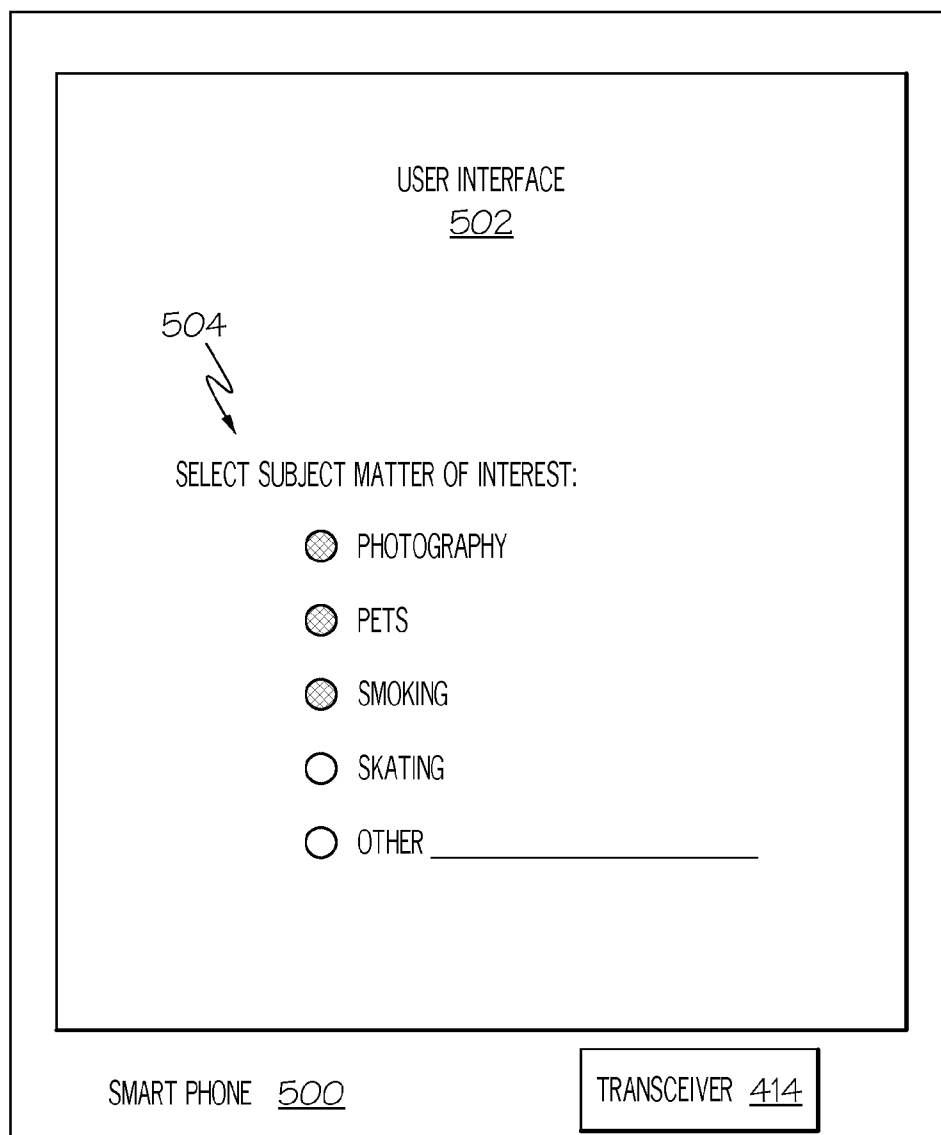 USER INTERFACE
502
504
SELECT SUBJECT MATTER OF INTEREST:
PHOTOGRAPHY
PETS
SMOKING
SKATING
OTHER
SMART PHONE 500
TRANSCEIVER 414